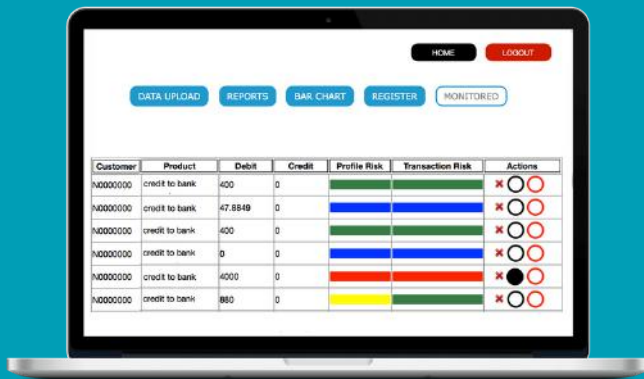 HOME LOGOUT
DATA UPLOAD REPORTS BAR CHART REGISTER MONITORED
Customer Product Debit Credit Profile Risk Transaction Risk Actions
N0000000 credit to bank 400 0
N0000000 credit to bank 47.8849 0
N0000000 credit to bank 400 0
N0000000 credit to bank 0 0
N0000000 credit to bank 4000 0
N0000000 credit to bank 880 0